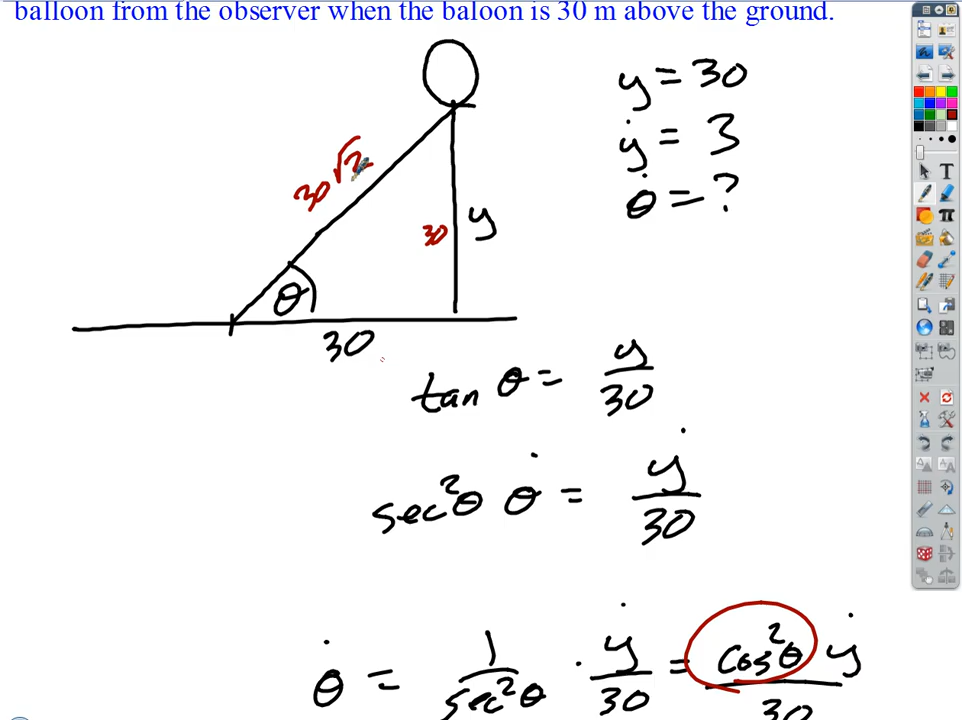 balloon from the observer when the baloon is 30 m above the ground.
y = 30
ẏ = 3
θ̇ = ?
30√2
30 y
θ
30
tan θ = y/30
sec²θ θ̇ = ẏ/30
θ̇ = 1/sec²θ · ẏ/30 = cos²θ ẏ/30